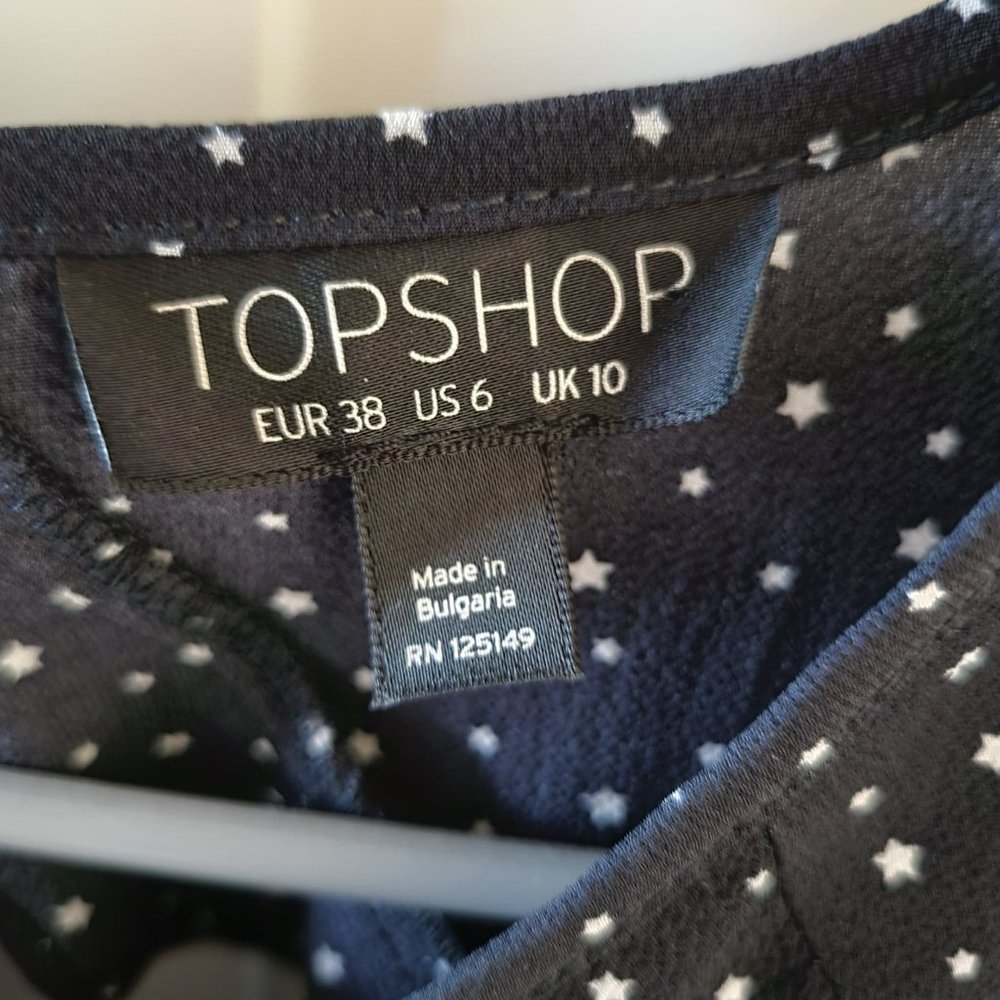 TOPSHOP
EUR 38 US 6 UK 10
Made in
Bulgaria
RN 125149